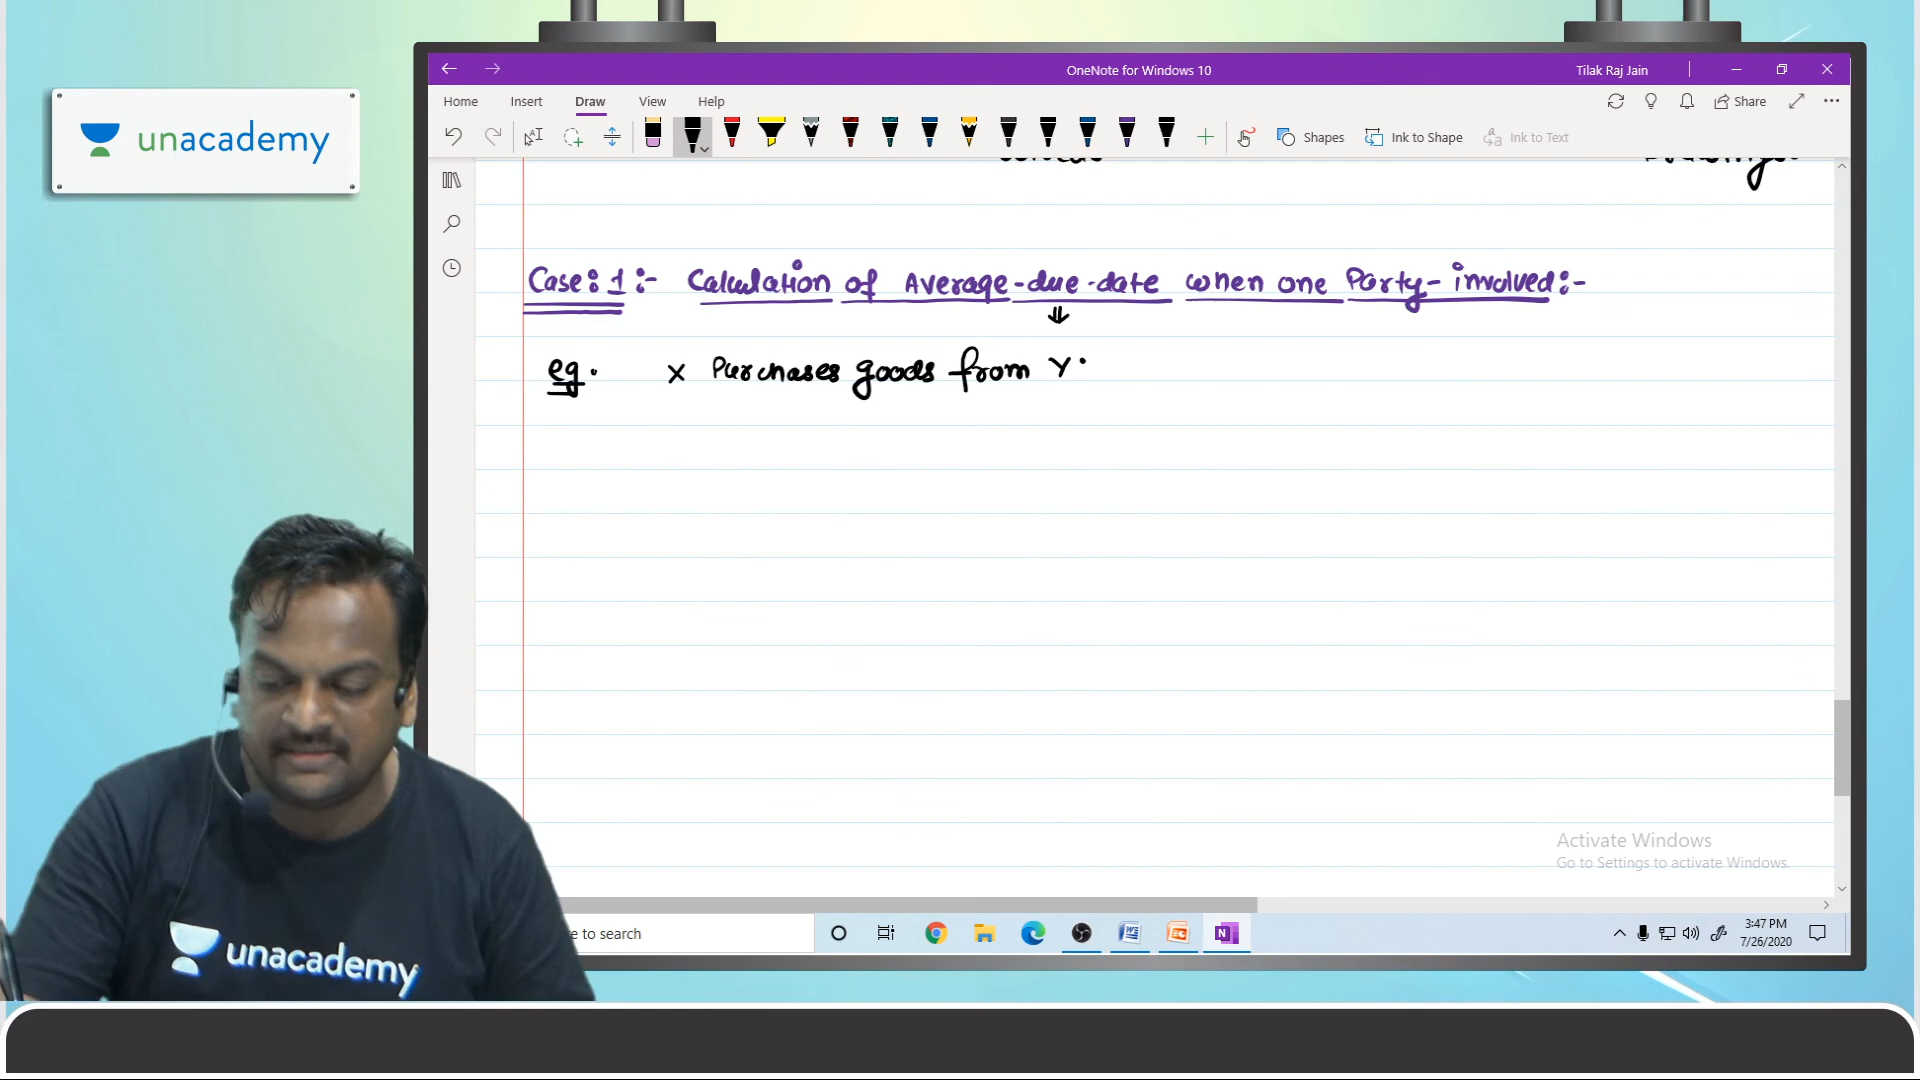 unacademy
OneNote for Windows 10
Tilak Raj Jain
Home Insert Draw View Help
Share
Shapes Ink to Shape Ink to Text
Case: 1 :- Calculation of Average-due-date when one Party-involved :-
eg. X Purchases goods from Y.
Activate Windows
Go to Settings to activate Windows.
e to search
3:47 PM
7/26/2020
unacademy